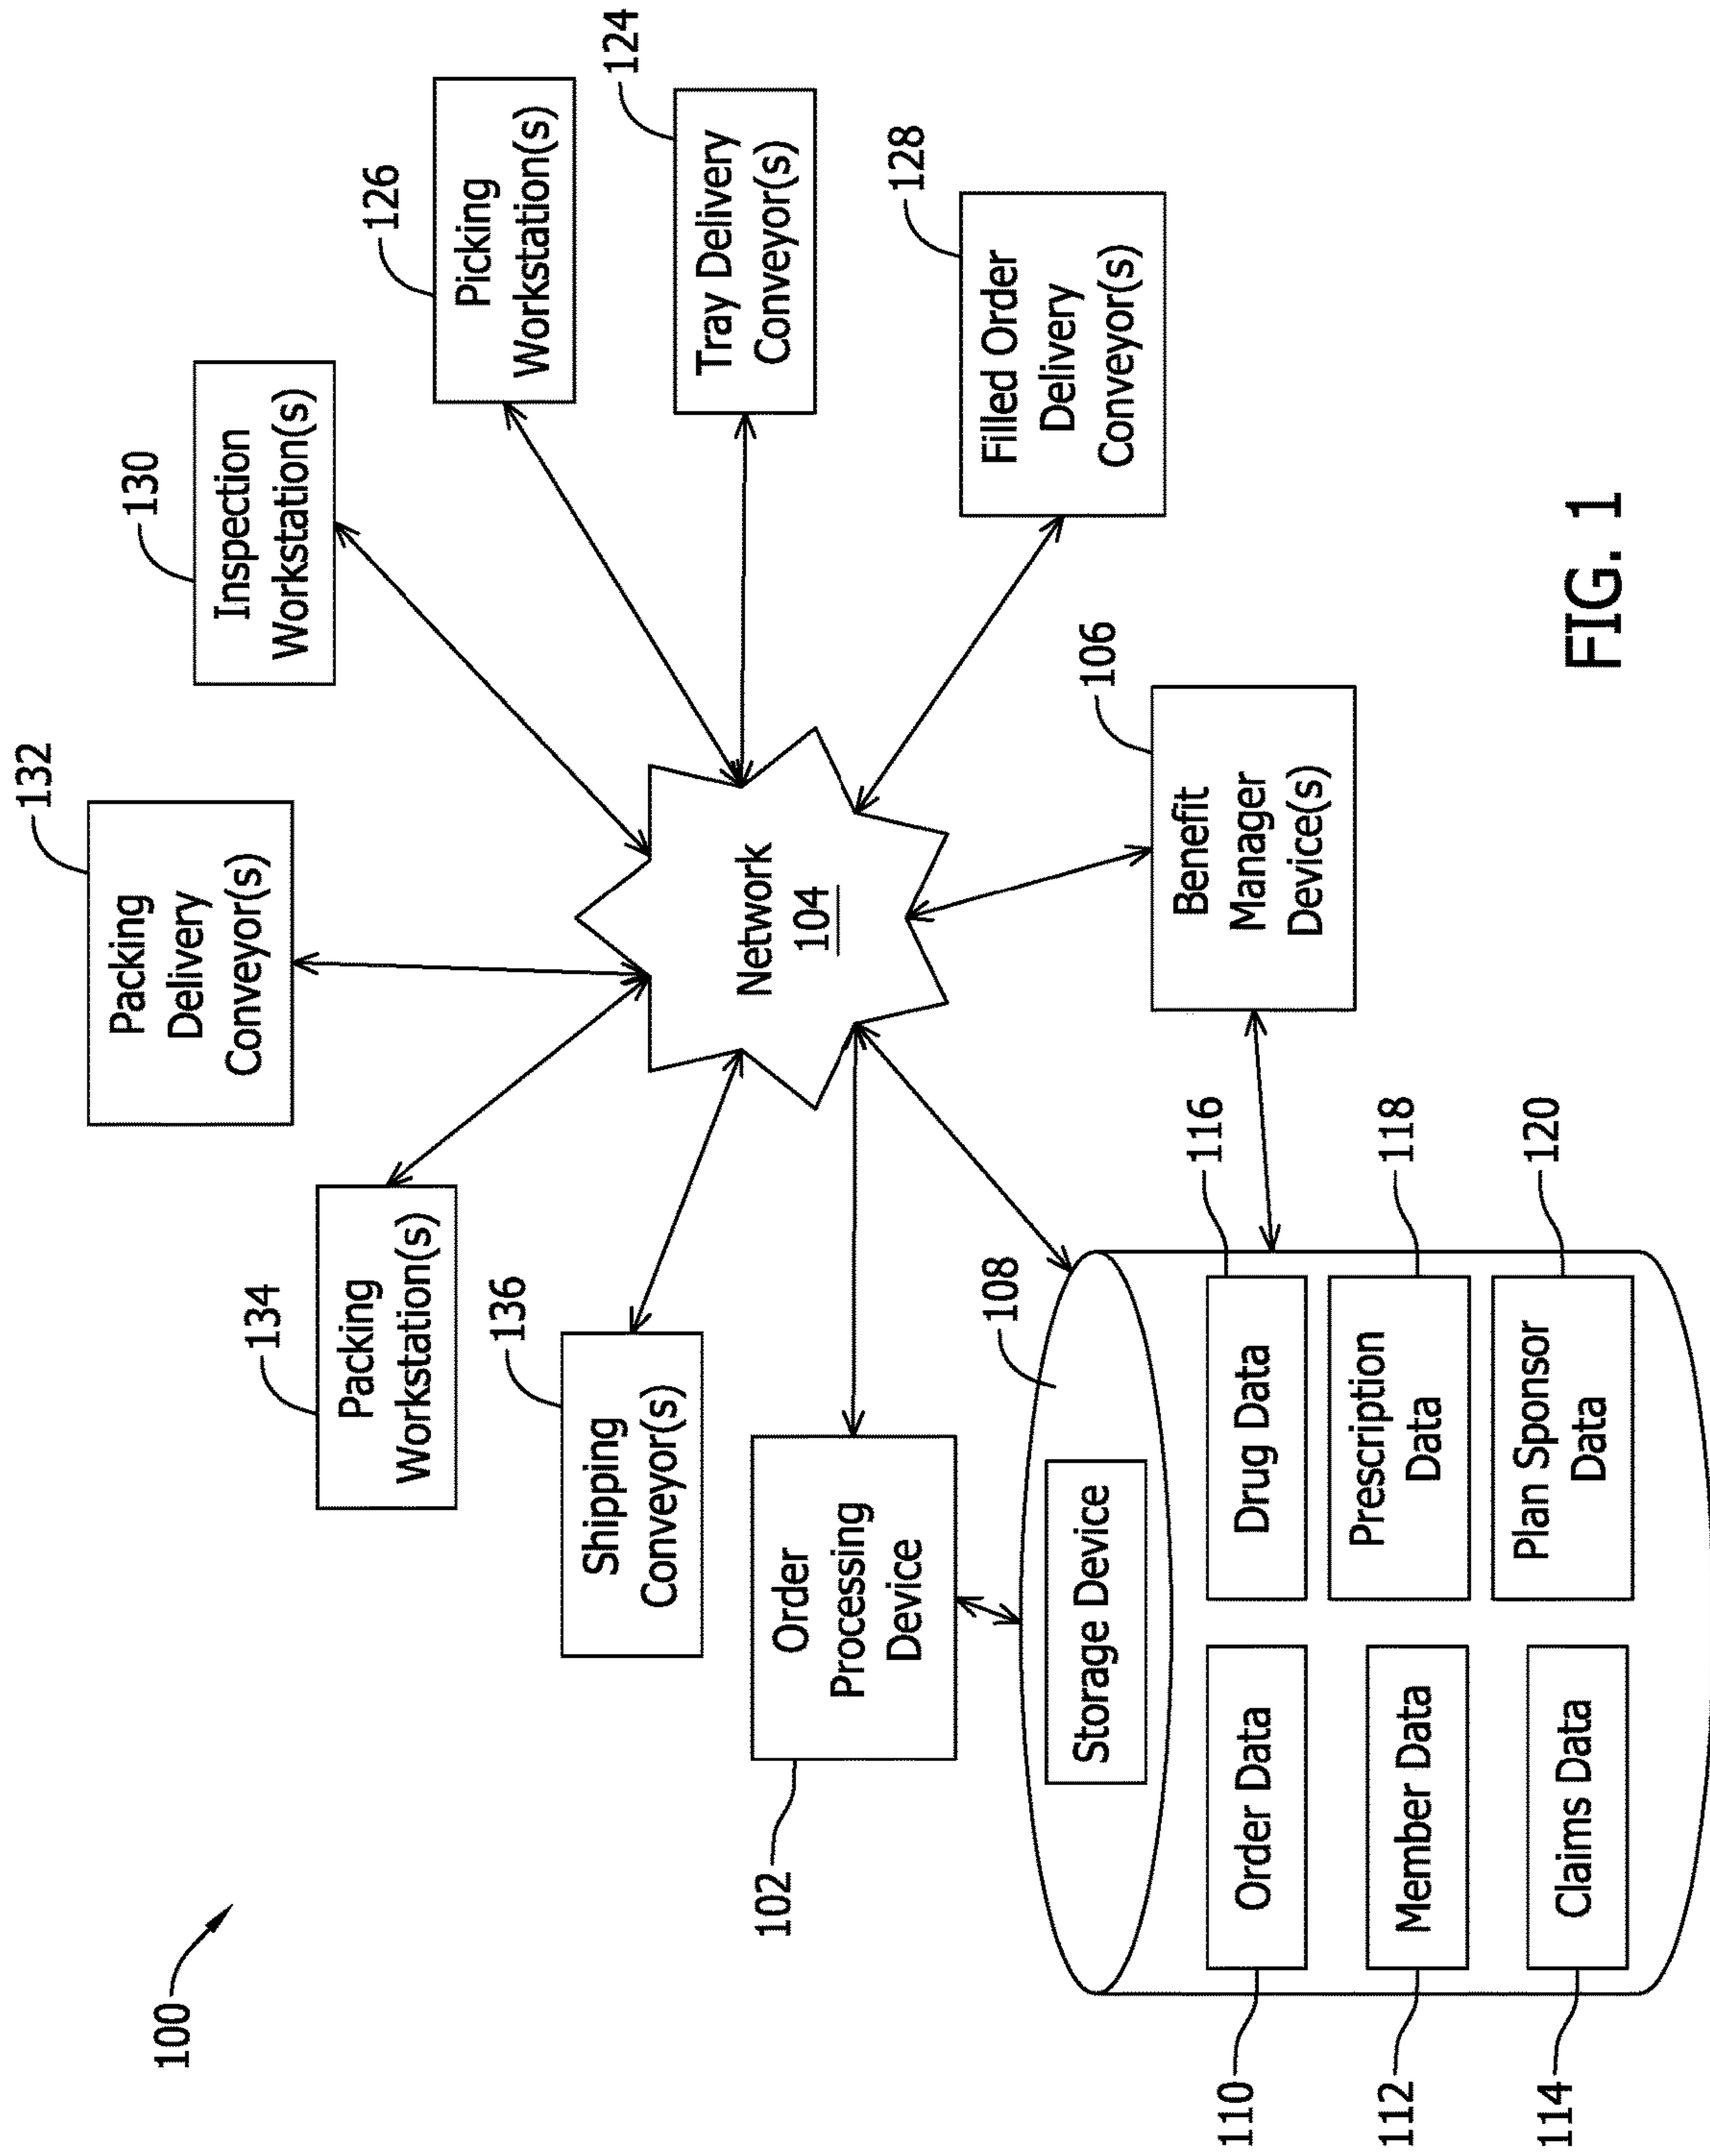 100
132
Packing
Delivery
Conveyor(s)
130
Inspection
Workstation(s)
134
Packing
Workstation(s)
126
Picking
Workstation(s)
136
Shipping
Conveyor(s)
124
Tray Delivery
Conveyor(s)
Network
104
102
Order
Processing
Device
128
Filled Order
Delivery
Conveyor(s)
108
Storage Device
106
Benefit
Manager
Device(s)
110
Order Data
Drug Data
116
112
Member Data
Prescription
Data
118
114
Claims Data
Plan Sponsor
Data
120
FIG. 1